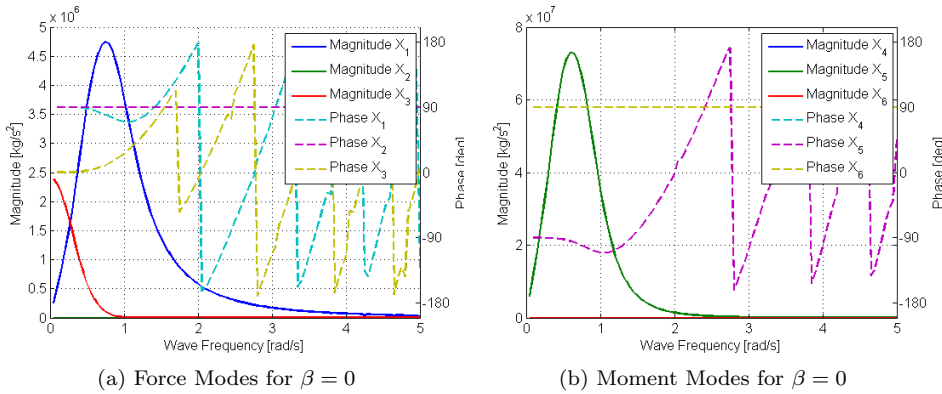 x 10^6
5
4.5
4
3.5
3
2.5
2
1.5
1
0.5
0
Magnitude [kg/s^2]
0 1 2 3 4 5
Wave Frequency [rad/s]
180
90
0
-90
-180
Phase [deg]
Magnitude X_1
Magnitude X_2
Magnitude X_3
Phase X_1
Phase X_2
Phase X_3
(a) Force Modes for β = 0
x 10^7
8
6
4
2
0
Magnitude [kg/s^2]
0 1 2 3 4 5
Wave Frequency [rad/s]
180
90
0
-90
-180
Phase [deg]
Magnitude X_4
Magnitude X_5
Magnitude X_6
Phase X_4
Phase X_5
Phase X_6
(b) Moment Modes for β = 0